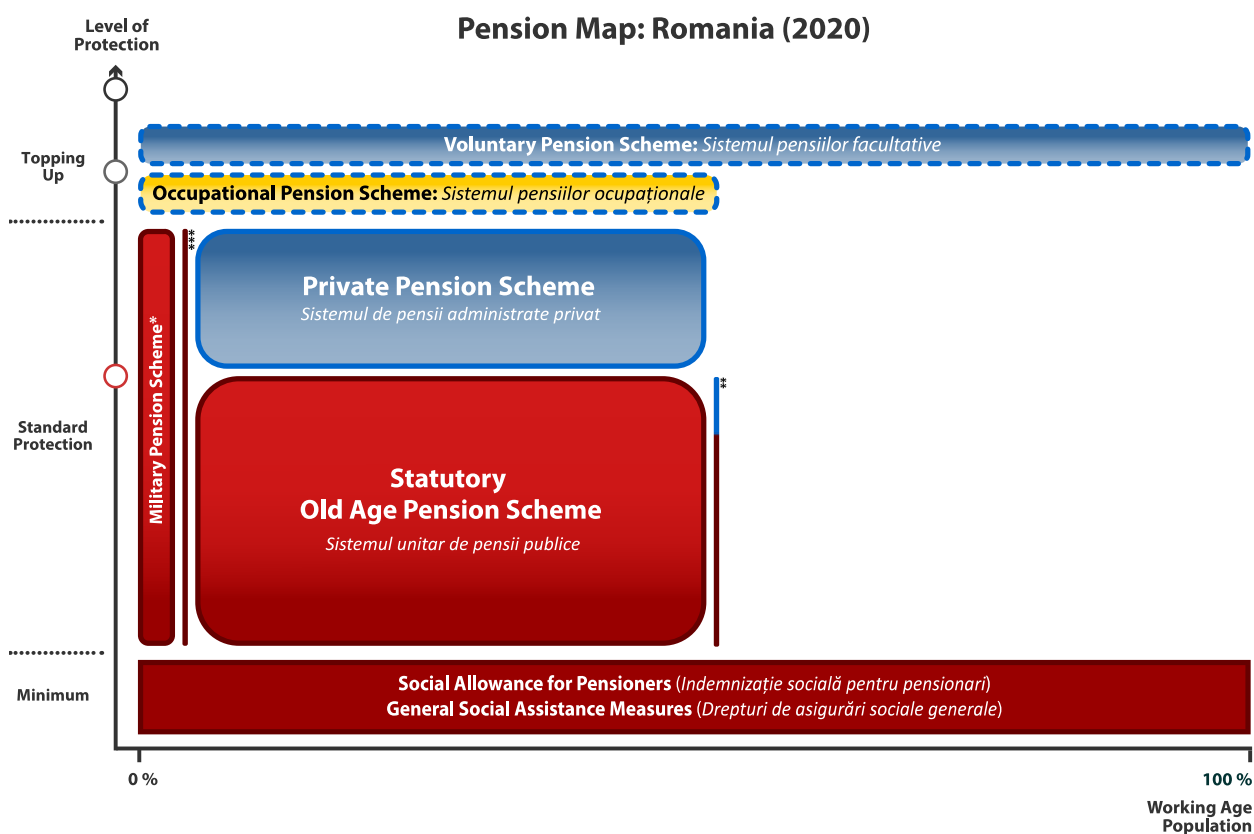 Pension Map: Romania (2020)
Level of
Protection
Topping
Up
Voluntary Pension Scheme: Sistemul pensiilor facultative
Occupational Pension Scheme: Sistemul pensiilor ocupaționale
Standard
Protection
Military Pension Scheme*
***
Private Pension Scheme
Sistemul de pensii administrate privat
**
Statutory
Old Age Pension Scheme
Sistemul unitar de pensii publice
Minimum
Social Allowance for Pensioners (Indemnizație socială pentru pensionari)
General Social Assistance Measures (Drepturi de asigurări sociale generale)
0 %
100 %
Working Age
Population